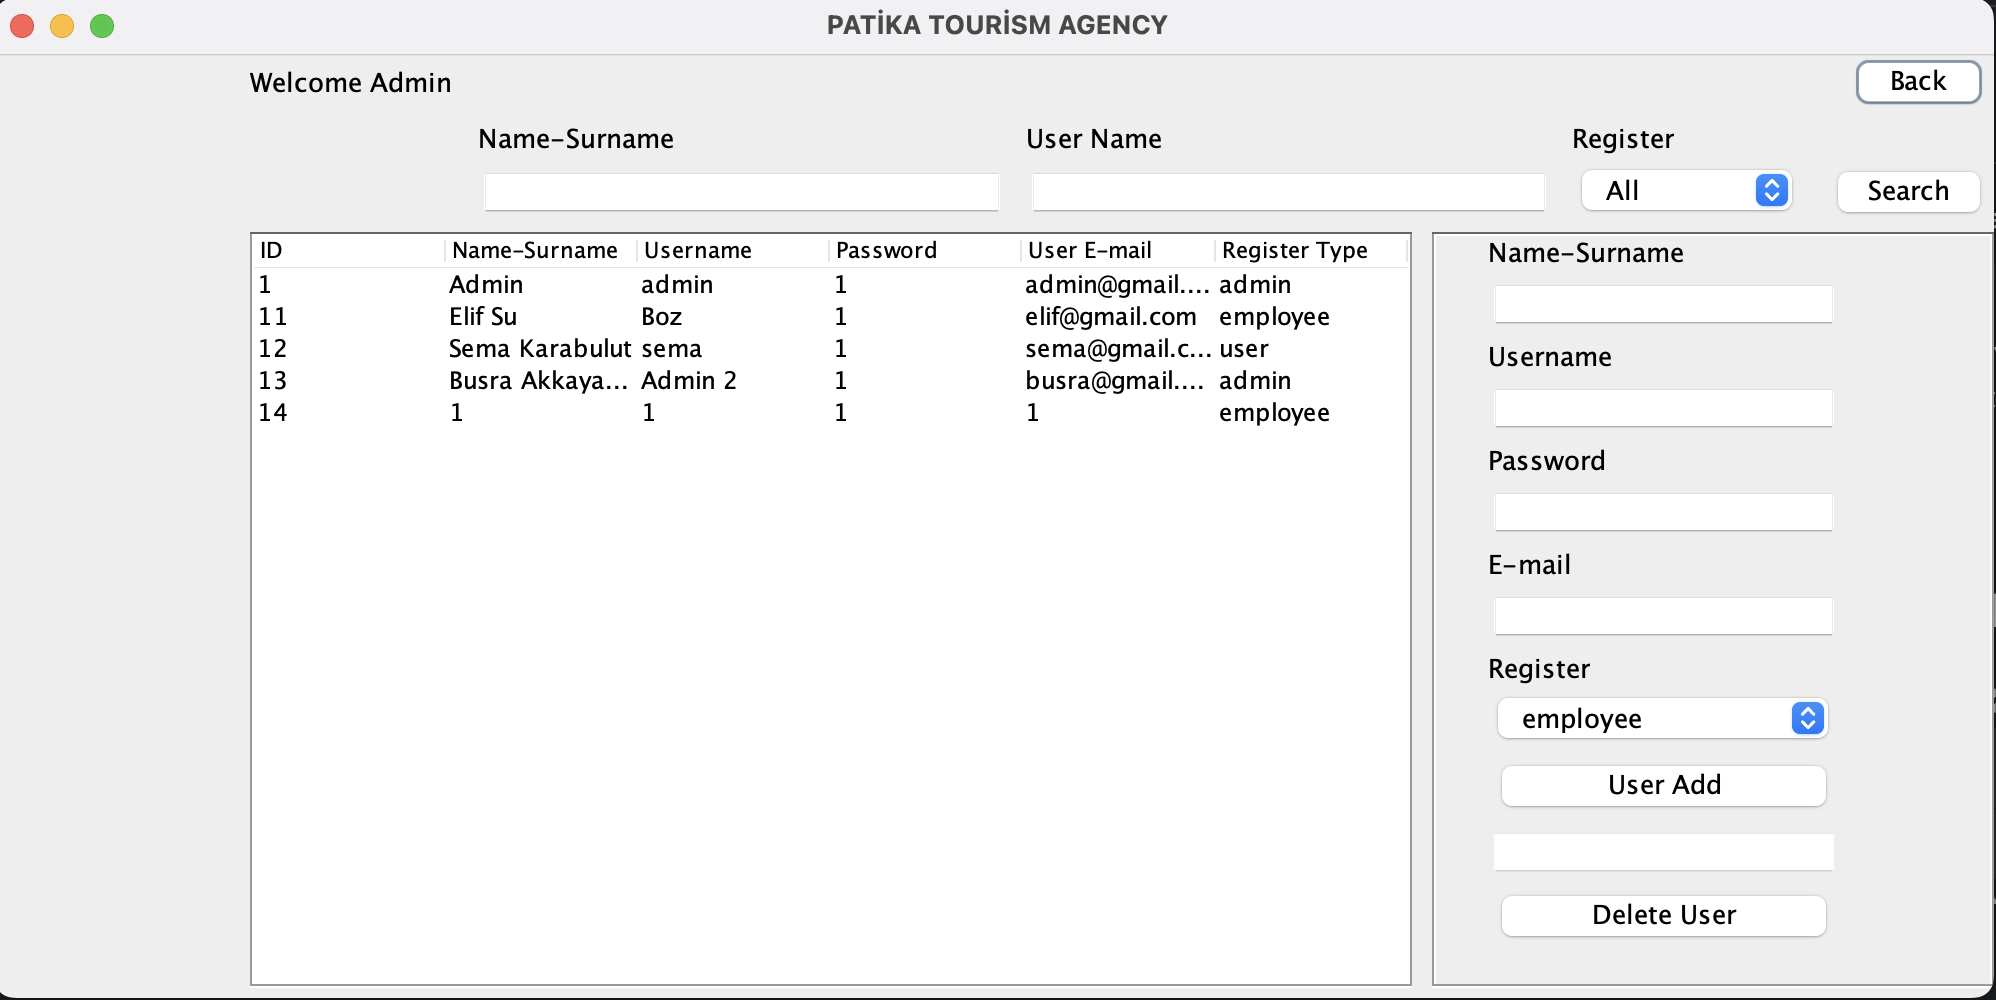 PATİKA TOURİSM AGENCY
Welcome Admin
Back
Name-Surname User Name Register
All Search
ID Name-Surname Username Password User E-mail Register Type
1 Admin admin 1 admin@gmail.... admin
11 Elif Su Boz 1 elif@gmail.com employee
12 Sema Karabulut sema 1 sema@gmail.c... user
13 Busra Akkaya... Admin 2 1 busra@gmail.... admin
14 1 1 1 1 employee
Name-Surname
Username
Password
E-mail
Register
employee
User Add
Delete User